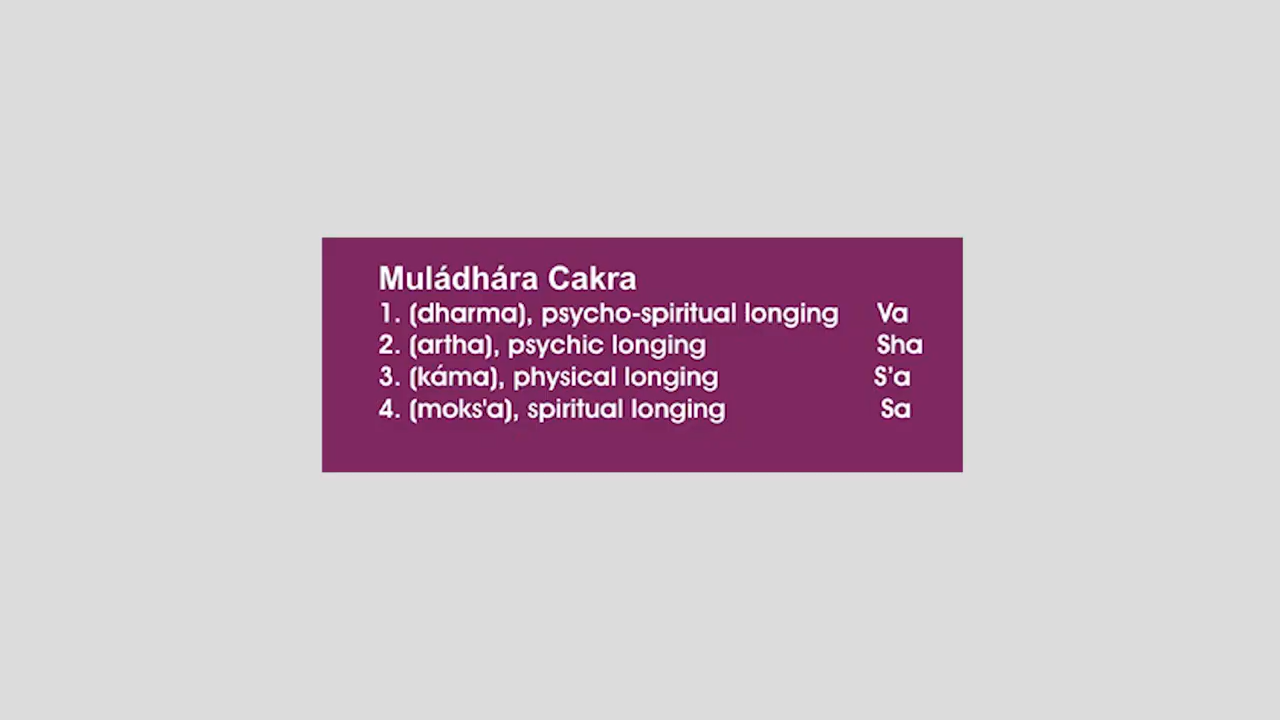 Muládhára Cakra
1. (dharma), psycho-spiritual longing Va
2. (artha), psychic longing Sha
3. (káma), physical longing S’a
4. (moks'a), spiritual longing Sa